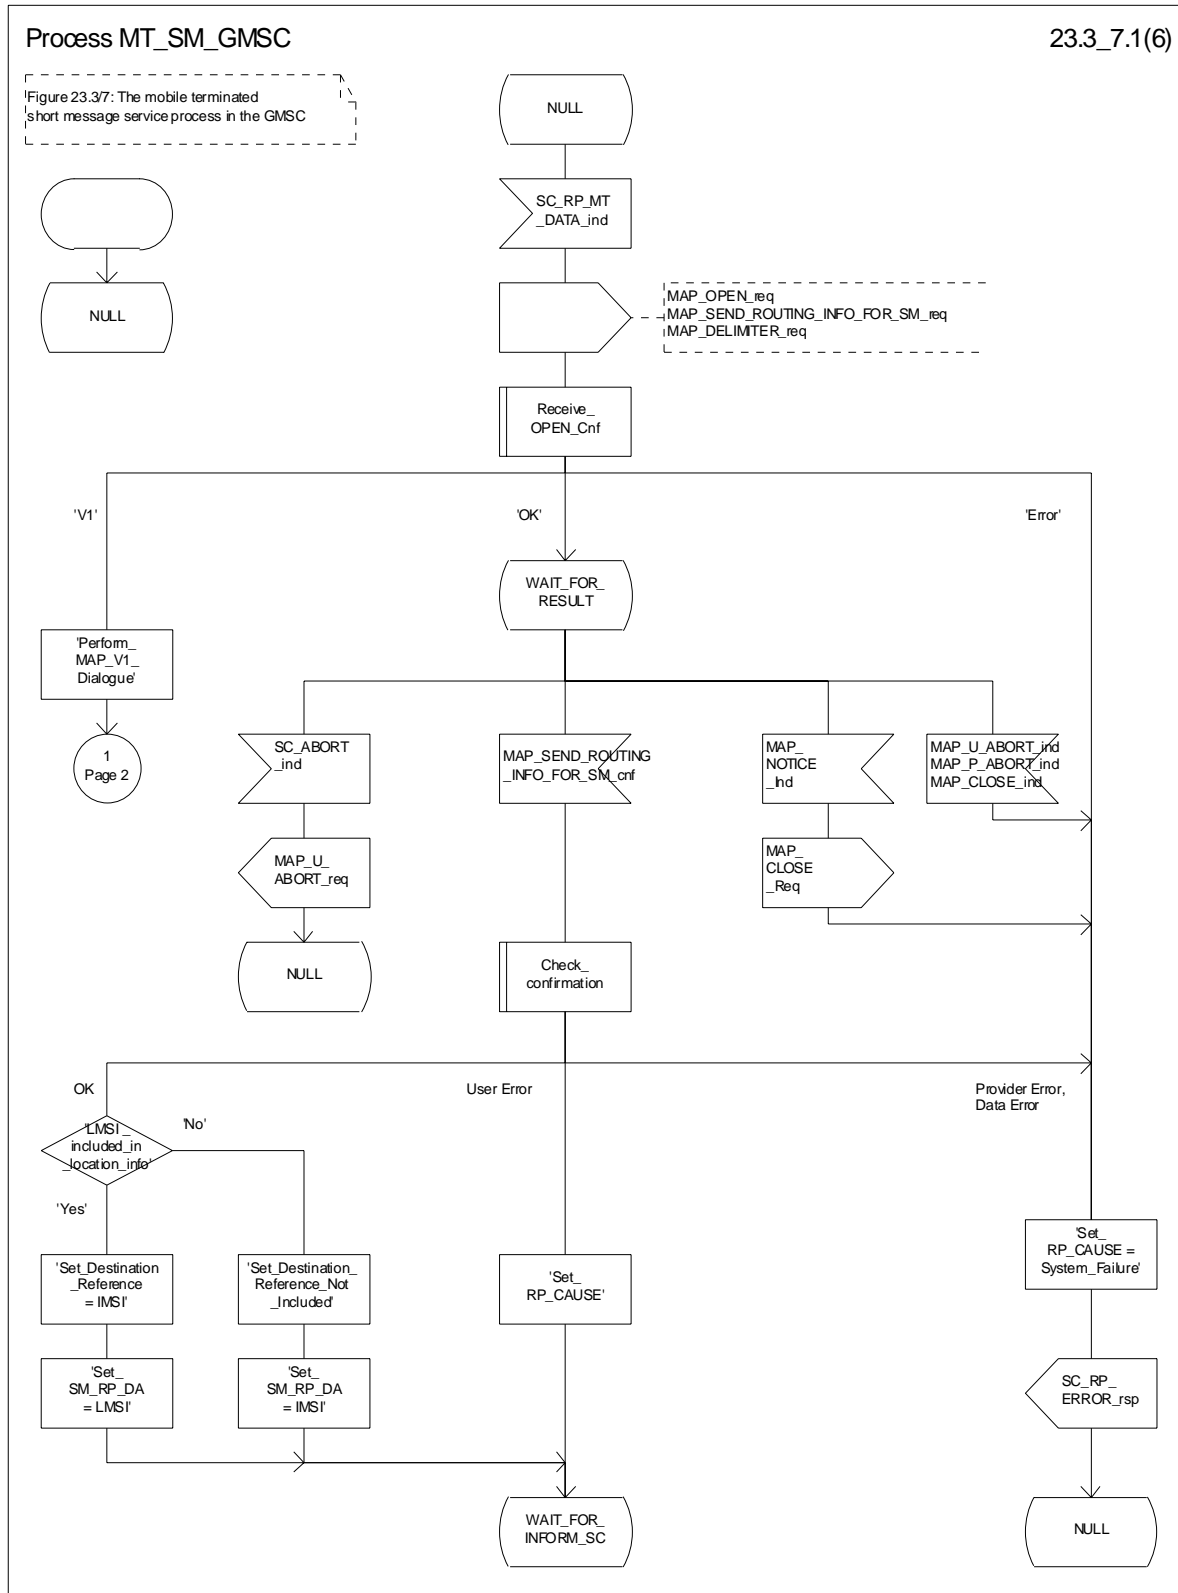 Process MT_SM_GMSC
23.3_7.1(6)
Figure 23.3/7: The mobile terminated
short message service process in the GMSC
NULL
SC_RP_MT
_DATA_ind
NULL
MAP_OPEN_req
MAP_SEND_ROUTING_INFO_FOR_SM_req
MAP_DELIMITER_req
Receive_
OPEN_Cnf
'V1'
'OK'
'Error'
WAIT_FOR_
RESULT
'Perform_
MAP_V1_
Dialogue'
1
Page 2
SC_ABORT
_ind
MAP_SEND_ROUTING
_INFO_FOR_SM_cnf
MAP_
NOTICE
_Ind
MAP_U_ABORT_ind
MAP_P_ABORT_ind
MAP_CLOSE_ind
MAP_U_
ABORT_req
MAP_
CLOSE
_Req
NULL
Check_
confirmation
OK
User Error
Provider Error,
Data Error
'LMSI_
included_in
_location_info'
'No'
'Yes'
'Set_Destination
_Reference
= IMSI'
'Set_Destination_
Reference_Not
_Included'
'Set_
RP_CAUSE'
'Set_
RP_CAUSE =
System_Failure'
'Set_
SM_RP_DA
= LMSI'
'Set_
SM_RP_DA
= IMSI'
SC_RP_
ERROR_rsp
WAIT_FOR_
INFORM_SC
NULL